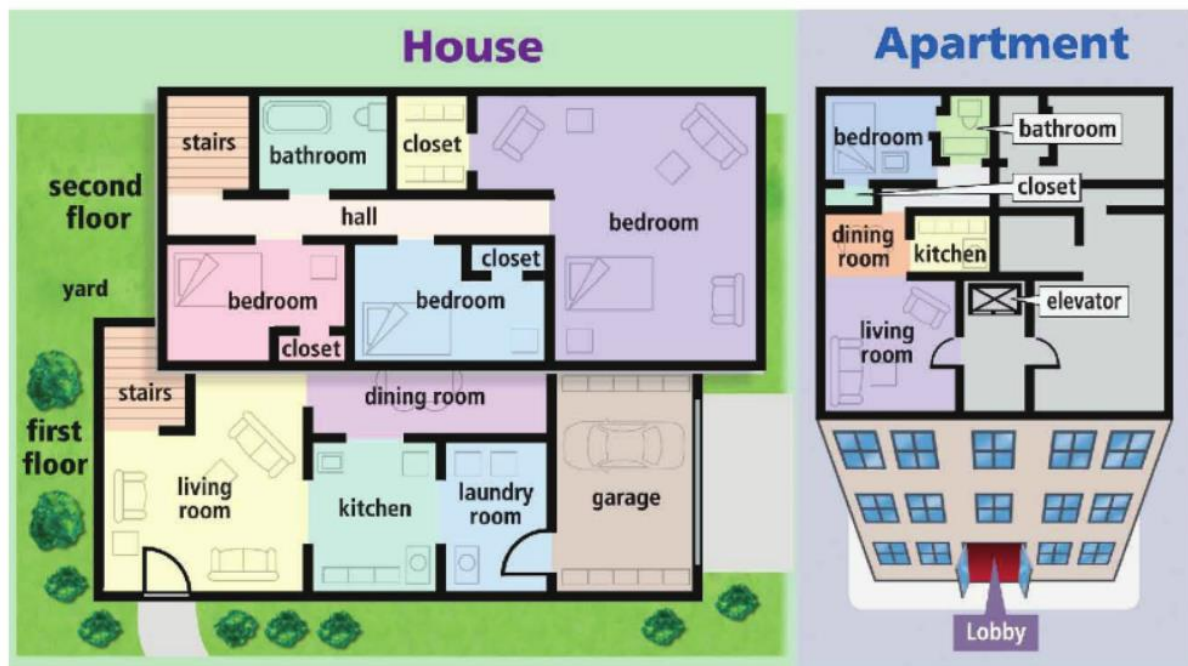 House
Apartment
stairs
bathroom
closet
second
floor
hall
bedroom
yard
bedroom
bedroom
closet
closet
stairs
dining room
first
floor
living
room
kitchen
laundry
room
garage
bedroom
bathroom
closet
dining
room
kitchen
elevator
living
room
Lobby